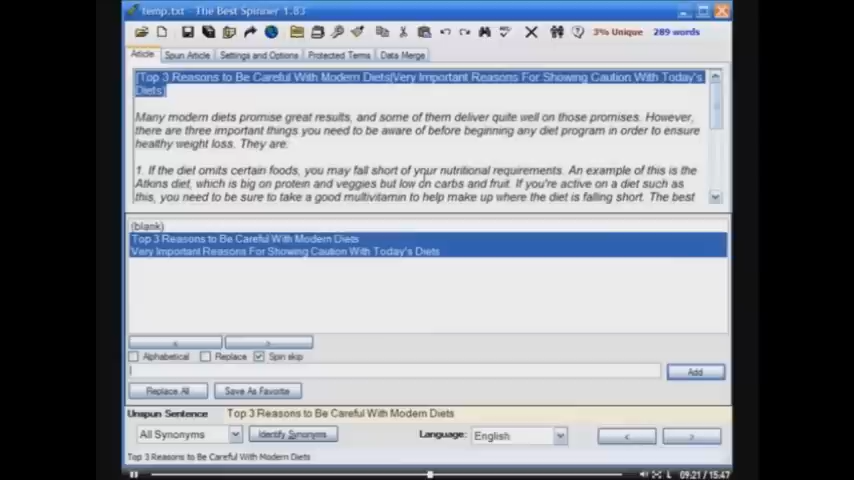 temp.txt - The Best Spinner 1.83
3% Unique 289 words
Article Spun Article Settings and Options Protected Terms Data Merge
{Top 3 Reasons to Be Careful With Modern Diets|Very Important Reasons For Showing Caution With Today's
Diets}
Many modern diets promise great results, and some of them deliver quite well on those promises. However,
there are three important things you need to be aware of before beginning any diet program in order to ensure
healthy weight loss. They are:
1. If the diet omits certain foods, you may fall short of your nutritional requirements. An example of this is the
Atkins diet, which is big on protein and veggies but low on carbs and fruit. If you're active on a diet such as
this, you need to be sure to take a good multivitamin to help make up where the diet is falling short. The best
(blank)
Top 3 Reasons to Be Careful With Modern Diets
Very Important Reasons For Showing Caution With Today's Diets
< >
Alphabetical Replace Spin skip
Add
Replace All Save As Favorite
Unspun Sentence Top 3 Reasons to Be Careful With Modern Diets
All Synonyms Identify Synonyms Language: English < >
Top 3 Reasons to Be Careful With Modern Diets
09:21 / 15:47